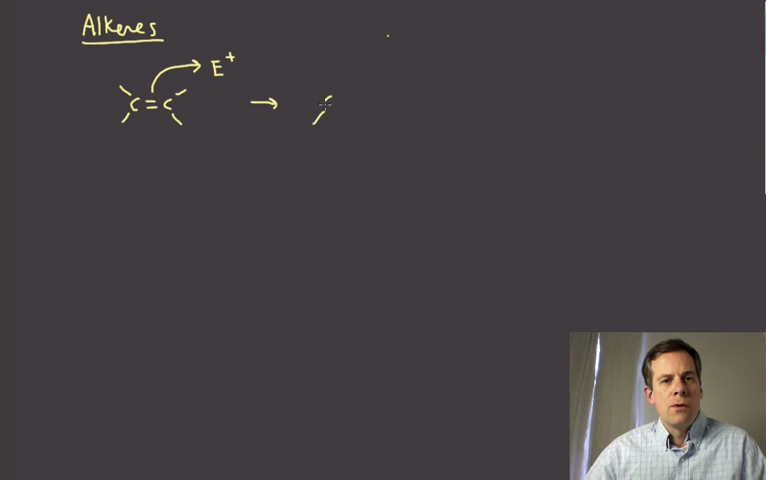 Alkenes
E+
C=C →